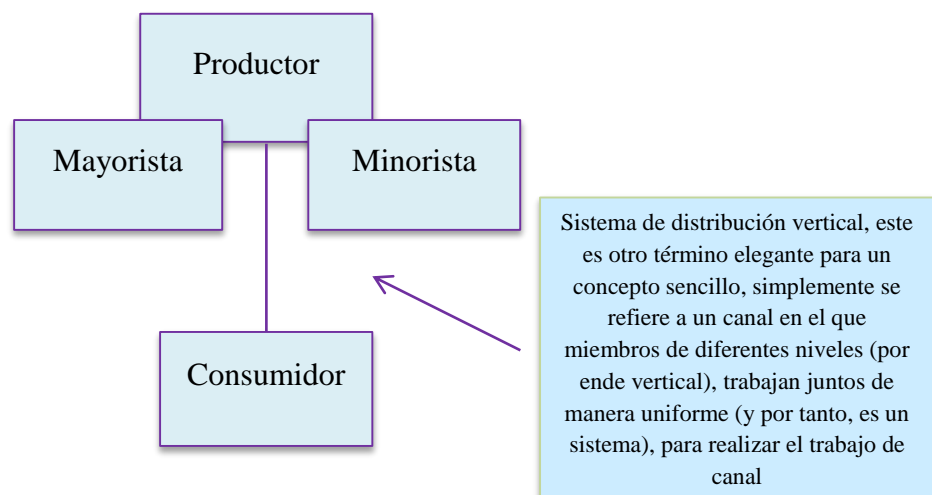 Productor
Mayorista
Minorista
Consumidor
Sistema de distribución vertical, este
es otro término elegante para un
concepto sencillo, simplemente se
refiere a un canal en el que
miembros de diferentes niveles (por
ende vertical), trabajan juntos de
manera uniforme (y por tanto, es un
sistema), para realizar el trabajo de
canal